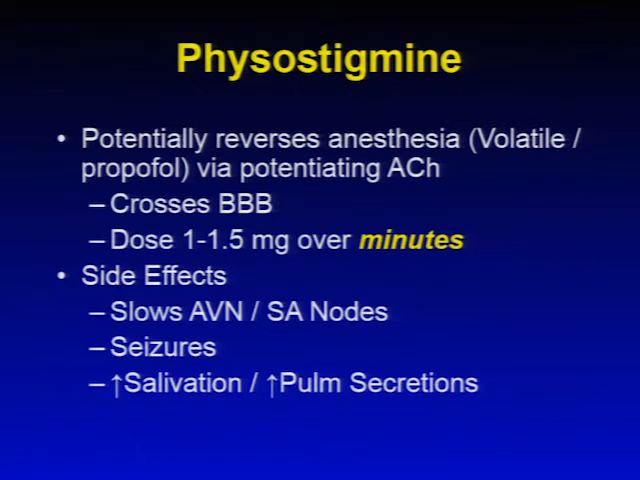 Physostigmine
• Potentially reverses anesthesia (Volatile /
propofol) via potentiating ACh
– Crosses BBB
– Dose 1-1.5 mg over minutes
• Side Effects
– Slows AVN / SA Nodes
– Seizures
– ↑Salivation / ↑Pulm Secretions